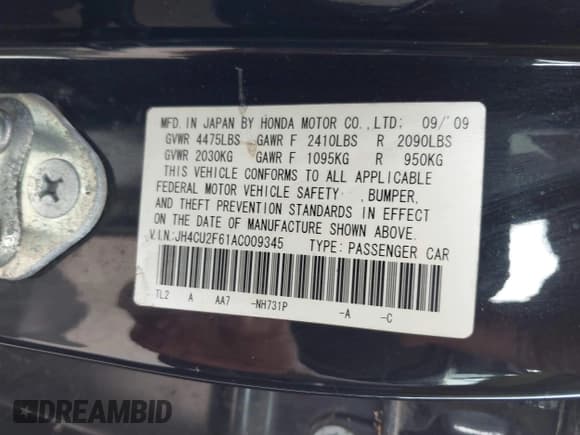 MFD. IN JAPAN BY HONDA MOTOR CO.,LTD: 09/'09
GVWR 4475LBS GAWR F 2410LBS R 2090LBS
GVWR 2030KG GAWR F 1095KG R 950KG
THIS VEHICLE CONFORMS TO ALL APPLICABLE
FEDERAL MOTOR VEHICLE SAFETY , BUMPER,
AND THEFT PREVENTION STANDARDS IN EFFECT
ON THE DATE OF MANUFACTURE SHOWN ABOVE.
V.I.N.:JH4CU2F61AC009345 TYPE: PASSENGER CAR
TL2 A AA7 -NH731P -A -C
DREAMBID